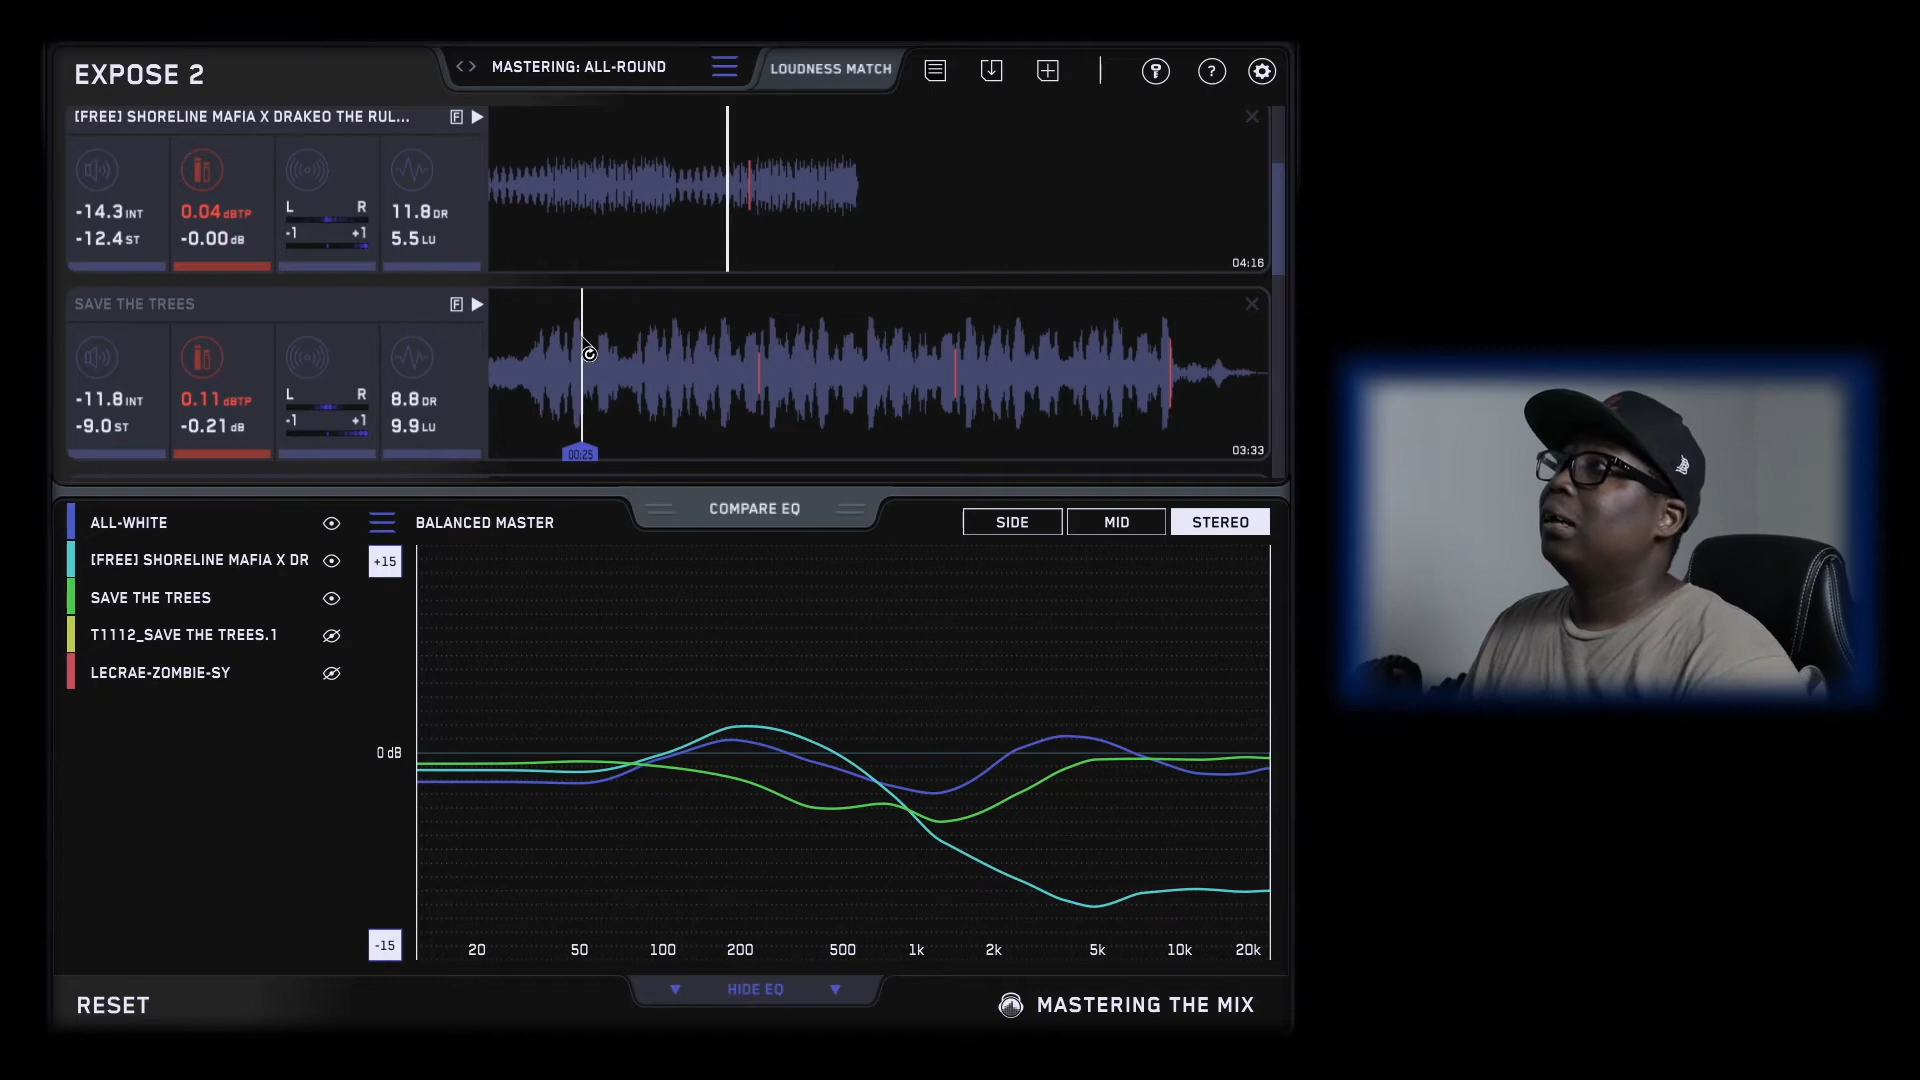 EXPOSE 2
MASTERING: ALL-ROUND
LOUDNESS MATCH
[FREE] SHORELINE MAFIA X DRAKEO THE RUL...
F
-14.3 INT
-12.4 ST
0.04 dBTP
-0.00 dB
L R
-1 +1
11.8 DR
5.5 LU
04:16
SAVE THE TREES
F
-11.8 INT
-9.0 ST
0.11 dBTP
-0.21 dB
L R
-1 +1
8.8 DR
9.9 LU
00:25
03:33
COMPARE EQ
ALL-WHITE
[FREE] SHORELINE MAFIA X DR
SAVE THE TREES
T1112_SAVE THE TREES.1
LECRAE-ZOMBIE-SY
BALANCED MASTER
SIDE
MID
STEREO
+15
0 dB
-15
20 50 100 200 500 1k 2k 5k 10k 20k
RESET
HIDE EQ
MASTERING THE MIX